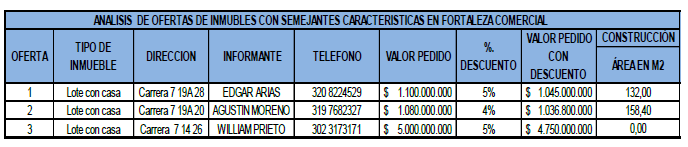 ANALISIS DE OFERTAS DE INMUBLES CON SEMEJANTES CARACTERISTICAS EN FORTALEZA COMERCIAL
OFERTA TIPO DE INMUEBLE DIRECCION INFORMANTE TELEFONO VALOR PEDIDO %. DESCUENTO VALOR PEDIDO CON DESCUENTO CONSTRUCCIÓN ÁREA EN M2
1 Lote con casa Carrera 7 19A 28 EDGAR ARIAS 320 8224529 $ 1.100.000.000 5% $ 1.045.000.000 132,00
2 Lote con casa Carrera 7 19A 20 AGUSTIN MORENO 319 7682327 $ 1.080.000.000 4% $ 1.036.800.000 158,40
3 Lote con casa Carrera 7 14 26 WILLIAM PRIETO 302 3173171 $ 5.000.000.000 5% $ 4.750.000.000 0,00